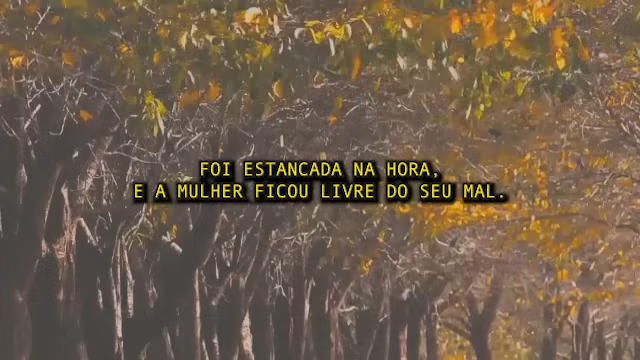 FOI ESTANCADA NA HORA,
E A MULHER FICOU LIVRE DO SEU MAL.